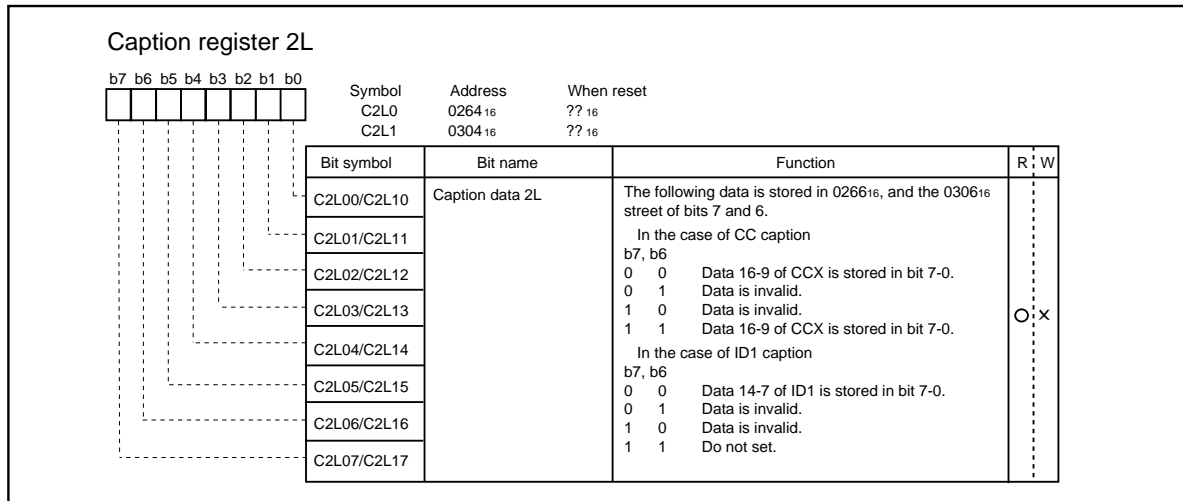 Caption register 2L
b7 b6 b5 b4 b3 b2 b1 b0
Symbol Address When reset
C2L0 026416 ??16
C2L1 030416 ??16
Bit symbol Bit name Function R W
C2L00/C2L10 Caption data 2L The following data is stored in 026616, and the 030616
street of bits 7 and 6.
C2L01/C2L11 In the case of CC caption
b7, b6
C2L02/C2L12 0 0 Data 16-9 of CCX is stored in bit 7-0.
0 1 Data is invalid.
C2L03/C2L13 1 0 Data is invalid.
1 1 Data 16-9 of CCX is stored in bit 7-0. O ×
C2L04/C2L14 In the case of ID1 caption
b7, b6
C2L05/C2L15 0 0 Data 14-7 of ID1 is stored in bit 7-0.
0 1 Data is invalid.
C2L06/C2L16 1 0 Data is invalid.
1 1 Do not set.
C2L07/C2L17